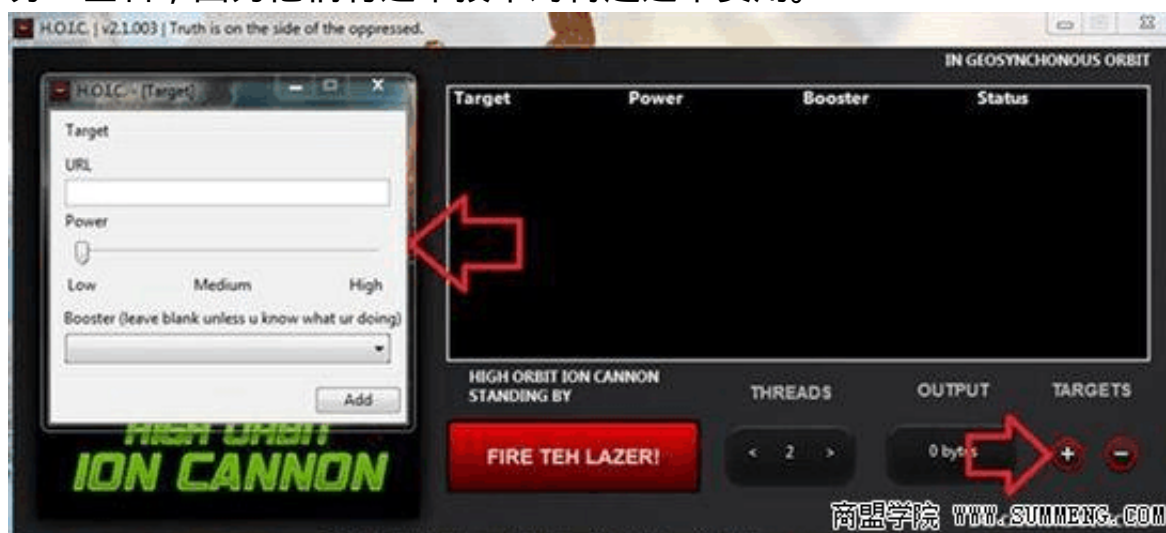 H.O.I.C. | v2.1.003 | Truth is on the side of the oppressed.
IN GEOSYNCHONOUS ORBIT
H.O.I.C. - [Target]
Target
URL
Power
Low Medium High
Booster (leave blank unless u know what ur doing)
Add
Target Power Booster Status
HIGH ORBIT ION CANNON
STANDING BY
THREADS OUTPUT TARGETS
FIRE TEH LAZER!
< 2 > 0 bytes + -
HIGH ORBIT
ION CANNON
商盟学院 WWW.SUMMENG.COM